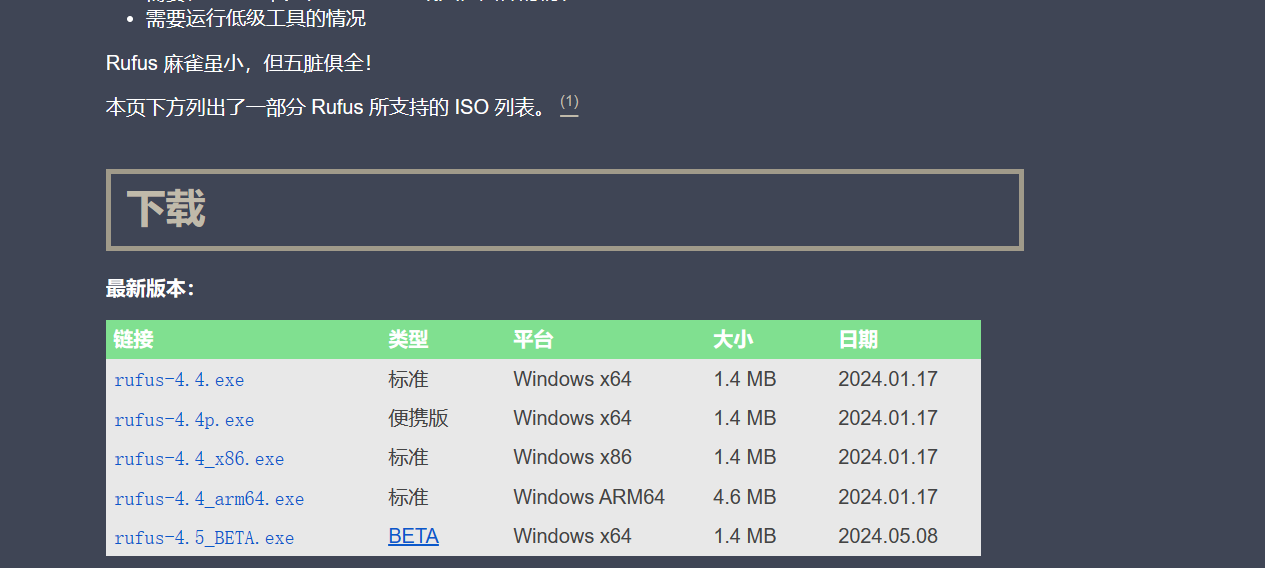 需要运行低级工具的情况
Rufus 麻雀虽小，但五脏俱全！
本页下方列出了一部分 Rufus 所支持的 ISO 列表。 (1)
下载
最新版本：
链接 类型 平台 大小 日期
rufus-4.4.exe 标准 Windows x64 1.4 MB 2024.01.17
rufus-4.4p.exe 便携版 Windows x64 1.4 MB 2024.01.17
rufus-4.4_x86.exe 标准 Windows x86 1.4 MB 2024.01.17
rufus-4.4_arm64.exe 标准 Windows ARM64 4.6 MB 2024.01.17
rufus-4.5_BETA.exe BETA Windows x64 1.4 MB 2024.05.08